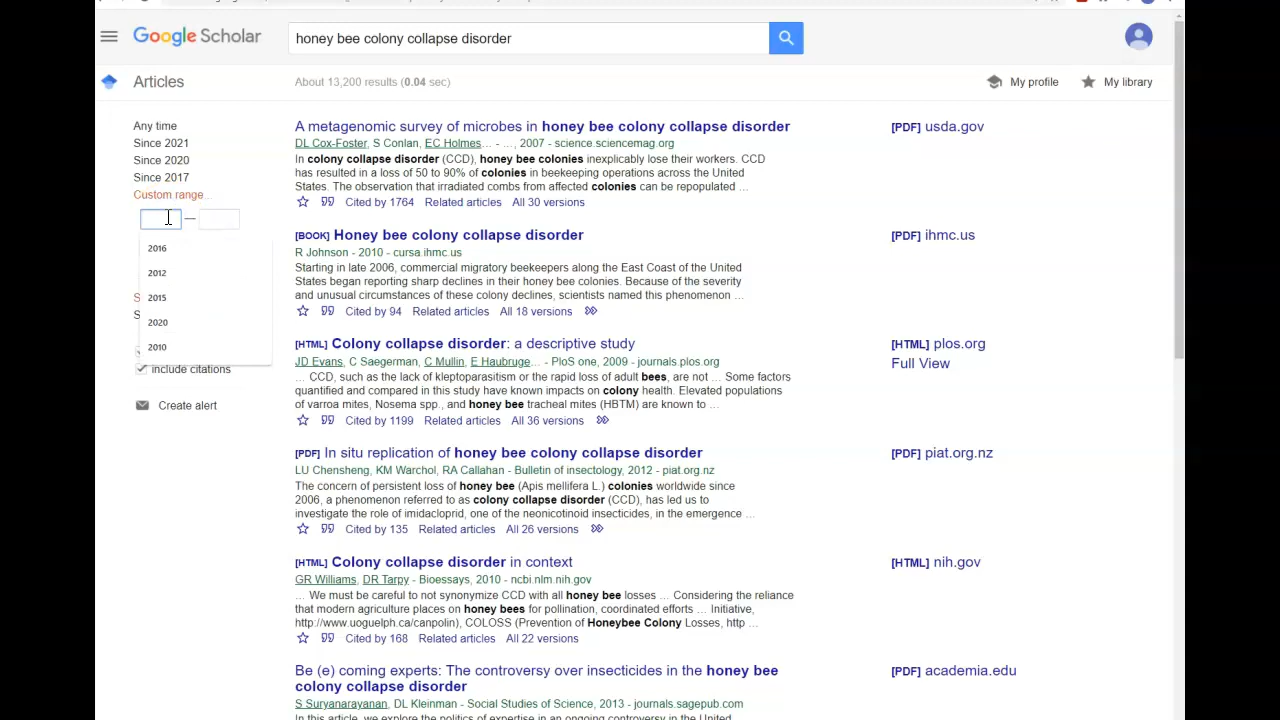 Google Scholar
honey bee colony collapse disorder
Articles
About 13,200 results (0.04 sec)
My profile
My library
Any time
Since 2021
Since 2020
Since 2017
Custom range...
—
2016
2012
2015
2020
2010
include citations
Create alert
A metagenomic survey of microbes in honey bee colony collapse disorder
DL Cox-Foster, S Conlan, EC Holmes… - …, 2007 - science.sciencemag.org
In colony collapse disorder (CCD), honey bee colonies inexplicably lose their workers. CCD
has resulted in a loss of 50 to 90% of colonies in beekeeping operations across the United
States. The observation that irradiated combs from affected colonies can be repopulated …
Cited by 1764 Related articles All 30 versions
[PDF] usda.gov
[BOOK] Honey bee colony collapse disorder
R Johnson - 2010 - cursa.ihmc.us
Starting in late 2006, commercial migratory beekeepers along the East Coast of the United
States began reporting sharp declines in their honey bee colonies. Because of the severity
and unusual circumstances of these colony declines, scientists named this phenomenon …
Cited by 94 Related articles All 18 versions
[PDF] ihmc.us
[HTML] Colony collapse disorder: a descriptive study
JD Evans, C Saegerman, C Mullin, E Haubruge… - PloS one, 2009 - journals.plos.org
… CCD, such as the lack of kleptoparasitism or the rapid loss of adult bees, are not … Some factors
quantified and compared in this study have known impacts on colony health. Elevated populations
of varroa mites, Nosema spp., and honey bee tracheal mites (HBTM) are known to …
Cited by 1199 Related articles All 36 versions
[HTML] plos.org
Full View
[PDF] In situ replication of honey bee colony collapse disorder
LU Chensheng, KM Warchol, RA Callahan - Bulletin of insectology, 2012 - piat.org.nz
The concern of persistent loss of honey bee (Apis mellifera L.) colonies worldwide since
2006, a phenomenon referred to as colony collapse disorder (CCD), has led us to
investigate the role of imidacloprid, one of the neonicotinoid insecticides, in the emergence …
Cited by 135 Related articles All 26 versions
[PDF] piat.org.nz
[HTML] Colony collapse disorder in context
GR Williams, DR Tarpy - Bioessays, 2010 - ncbi.nlm.nih.gov
… We must be careful to not synonymize CCD with all honey bee losses … Considering the reliance
that modern agriculture places on honey bees for pollination, coordinated efforts … Initiative,
http://www.uoguelph.ca/canpolin), COLOSS (Prevention of Honeybee Colony Losses, http …
Cited by 168 Related articles All 22 versions
[HTML] nih.gov
Be (e) coming experts: The controversy over insecticides in the honey bee
colony collapse disorder
S Suryanarayanan, DL Kleinman - Social Studies of Science, 2013 - journals.sagepub.com
In this article, we explore the politics of expertise in an ongoing controversy in the United
[PDF] academia.edu